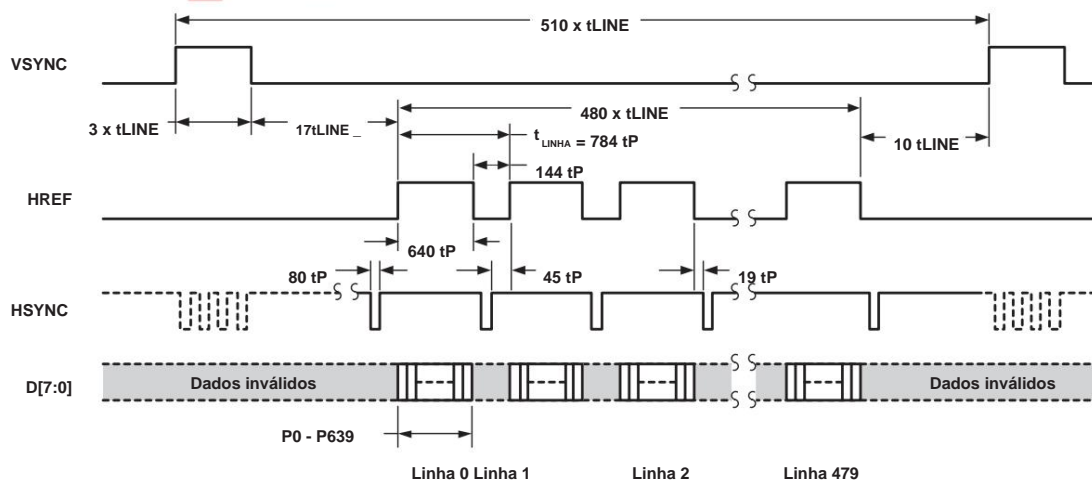 510 x tLINE
VSYNC
480 x tLINE
3 x tLINE
17tLINE _
t LINHA = 784 tP
10 tLINE
144 tP
HREF
640 tP
80 tP
45 tP
19 tP
HSYNC
D[7:0]
Dados inválidos
Dados inválidos
P0 - P639
Linha 0 Linha 1
Linha 2
Linha 479